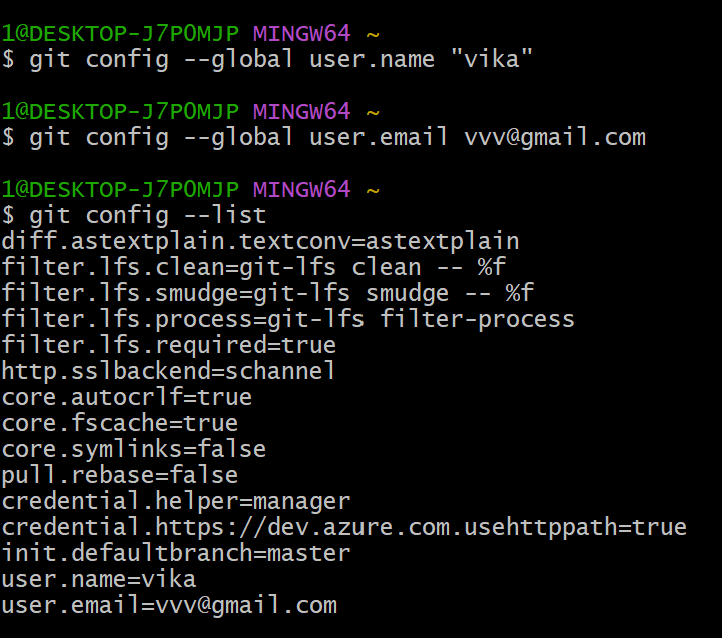 1@DESKTOP-J7P0MJP MINGW64 ~
$ git config --global user.name "vika"
1@DESKTOP-J7P0MJP MINGW64 ~
$ git config --global user.email vvv@gmail.com
1@DESKTOP-J7P0MJP MINGW64 ~
$ git config --list
diff.astextplain.textconv=astextplain
filter.lfs.clean=git-lfs clean -- %f
filter.lfs.smudge=git-lfs smudge -- %f
filter.lfs.process=git-lfs filter-process
filter.lfs.required=true
http.sslbackend=schannel
core.autocrlf=true
core.fscache=true
core.symlinks=false
pull.rebase=false
credential.helper=manager
credential.https://dev.azure.com.usehttppath=true
init.defaultbranch=master
user.name=vika
user.email=vvv@gmail.com